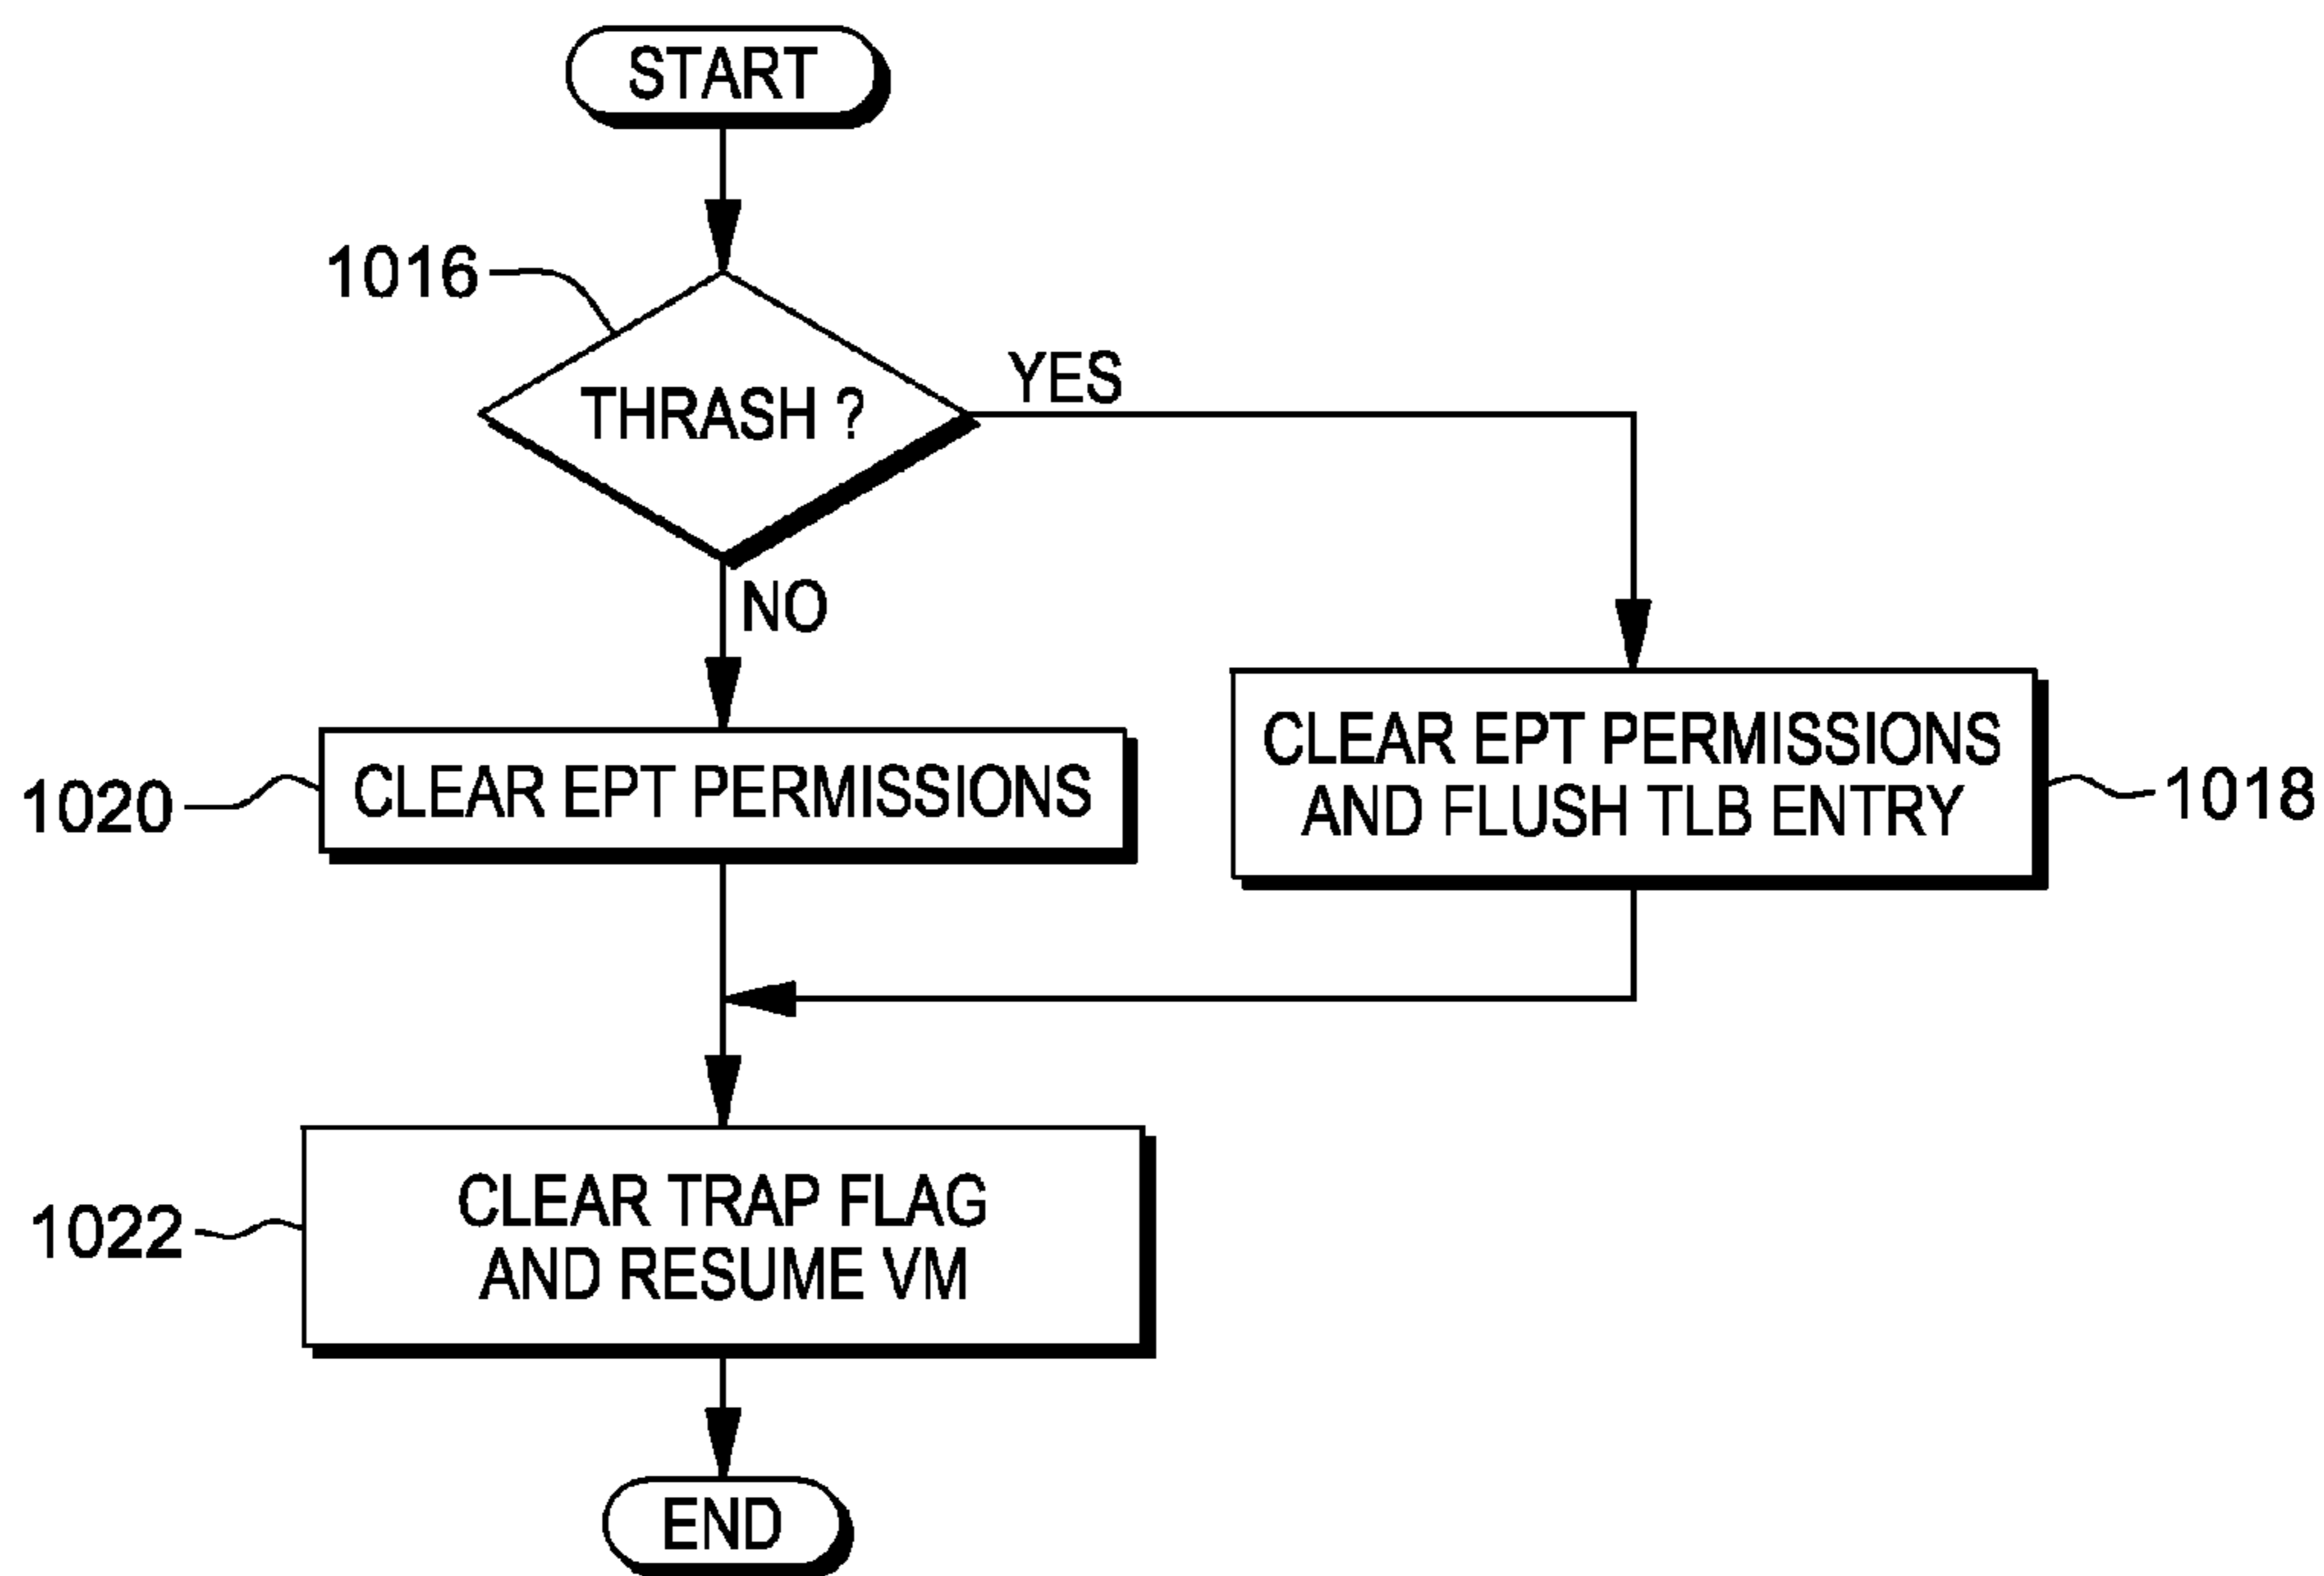 START
1016
THRASH ?
YES
NO
CLEAR EPT PERMISSIONS
1020
CLEAR EPT PERMISSIONS
AND FLUSH TLB ENTRY
1018
CLEAR TRAP FLAG
AND RESUME VM
1022
END